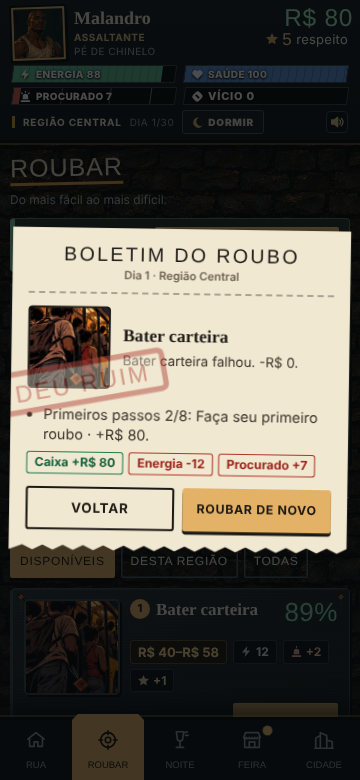 Malandro
ASSALTANTE
PÉ DE CHINELO
R$ 80
5 respeito
ENERGIA 88
SAÚDE 100
PROCURADO 7
VÍCIO 0
REGIÃO CENTRAL DIA 1/30
DORMIR
ROUBAR
Do mais fácil ao mais difícil.
BOLETIM DO ROUBO
Dia 1 · Região Central
Bater carteira
Bater carteira falhou. -R$ 0.
DEU RUIM
• Primeiros passos 2/8: Faça seu primeiro
roubo · +R$ 80.
Caixa +R$ 80
Energia -12
Procurado +7
VOLTAR
ROUBAR DE NOVO
DISPONÍVEIS
DESTA REGIÃO
TODAS
1 Bater carteira
89%
R$ 40–R$ 58
12
+2
+1
RUA
ROUBAR
NOITE
FEIRA
CIDADE